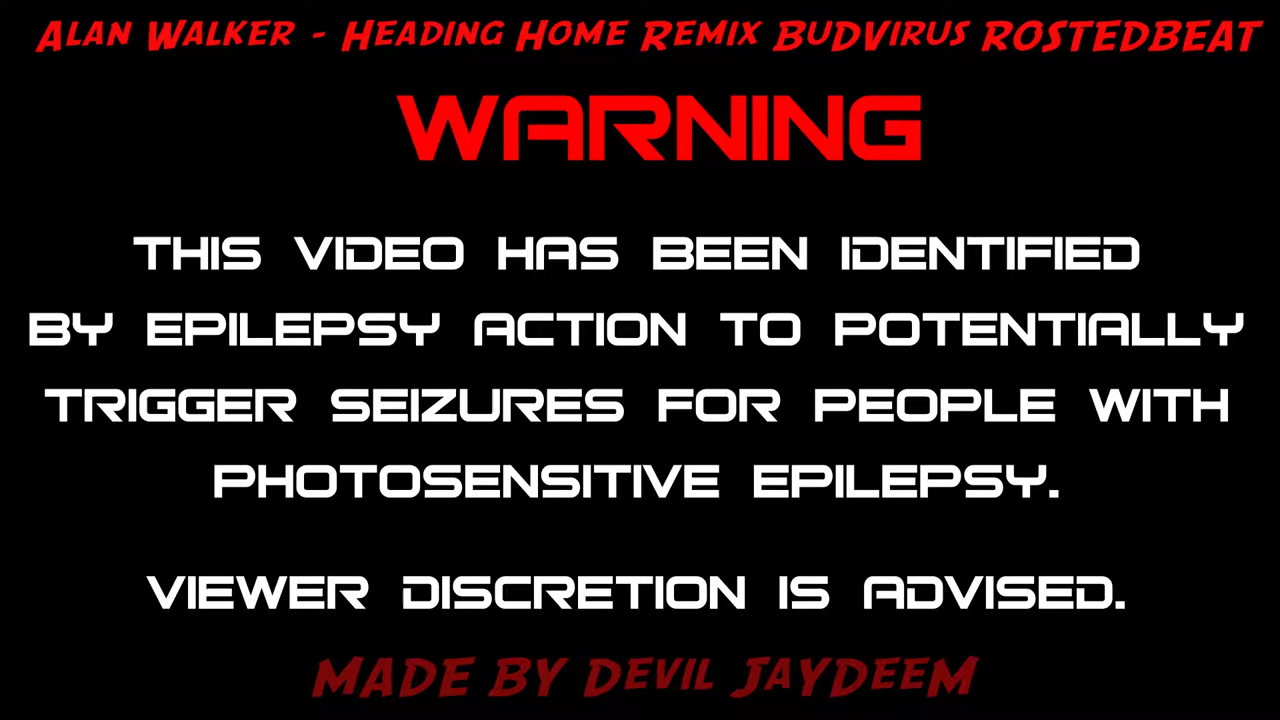 Alan Walker - Heading Home Remix BudVirus ROSTEDBEAT
WARNING
THIS VIDEO HAS BEEN IDENTIFIED
BY EPILEPSY ACTION TO POTENTIALLY
TRIGGER SEIZURES FOR PEOPLE WITH
PHOTOSENSITIVE EPILEPSY.
VIEWER DISCRETION IS ADVISED.
MADE BY DEVIL JAYDEEM